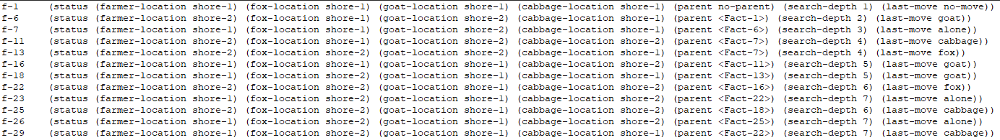 f-1 (status (farmer-location shore-1) (fox-location shore-1) (goat-location shore-1) (cabbage-location shore-1) (parent no-parent) (search-depth 1) (last-move no-move))
f-6 (status (farmer-location shore-2) (fox-location shore-1) (goat-location shore-2) (cabbage-location shore-1) (parent <Fact-1>) (search-depth 2) (last-move goat))
f-7 (status (farmer-location shore-1) (fox-location shore-1) (goat-location shore-2) (cabbage-location shore-1) (parent <Fact-6>) (search-depth 3) (last-move alone))
f-11 (status (farmer-location shore-2) (fox-location shore-1) (goat-location shore-2) (cabbage-location shore-2) (parent <Fact-7>) (search-depth 4) (last-move cabbage))
f-13 (status (farmer-location shore-2) (fox-location shore-2) (goat-location shore-2) (cabbage-location shore-1) (parent <Fact-7>) (search-depth 4) (last-move fox))
f-16 (status (farmer-location shore-1) (fox-location shore-1) (goat-location shore-1) (cabbage-location shore-2) (parent <Fact-11>) (search-depth 5) (last-move goat))
f-18 (status (farmer-location shore-1) (fox-location shore-2) (goat-location shore-1) (cabbage-location shore-1) (parent <Fact-13>) (search-depth 5) (last-move goat))
f-22 (status (farmer-location shore-2) (fox-location shore-2) (goat-location shore-1) (cabbage-location shore-2) (parent <Fact-16>) (search-depth 6) (last-move fox))
f-23 (status (farmer-location shore-1) (fox-location shore-2) (goat-location shore-1) (cabbage-location shore-2) (parent <Fact-22>) (search-depth 7) (last-move alone))
f-25 (status (farmer-location shore-2) (fox-location shore-2) (goat-location shore-1) (cabbage-location shore-2) (parent <Fact-18>) (search-depth 6) (last-move cabbage))
f-26 (status (farmer-location shore-1) (fox-location shore-2) (goat-location shore-1) (cabbage-location shore-2) (parent <Fact-25>) (search-depth 7) (last-move alone))
f-29 (status (farmer-location shore-1) (fox-location shore-2) (goat-location shore-1) (cabbage-location shore-1) (parent <Fact-22>) (search-depth 7) (last-move cabbage))